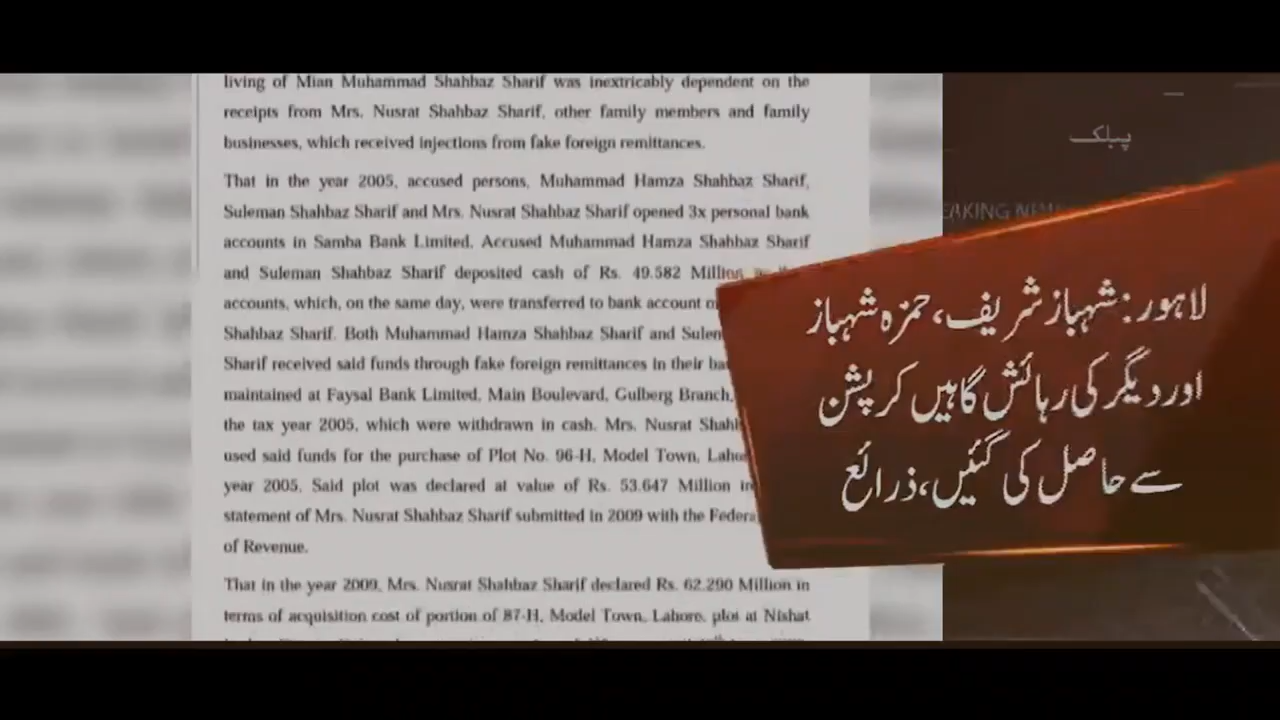 living of Mian Muhammad Shahbaz Sharif was inextricably dependent on the
receipts from Mrs. Nusrat Shahbaz Sharif, other family members and family
businesses, which received injections from fake foreign remittances.
That in the year 2005, accused persons, Muhammad Hamza Shahbaz Sharif,
Suleman Shahbaz Sharif and Mrs. Nusrat Shahbaz Sharif opened 3x personal bank
accounts in Samba Bank Limited. Accused Muhammad Hamza Shahbaz Sharif
and Suleman Shahbaz Sharif deposited cash of Rs. 49.582 Million
accounts, which, on the same day, were transferred to bank account
Shahbaz Sharif. Both Muhammad Hamza Shahbaz Sharif and
Sharif received said funds through fake foreign remittances in their
maintained at Faysal Bank Limited, Main Boulevard, Gulberg Branch,
the tax year 2005, which were withdrawn in cash. Mrs. Nusrat
used said funds for the purchase of Plot No. 96-H, Model Town,
year 2005. Said plot was declared at value of Rs. 53.647 Million
statement of Mrs. Nusrat Shahbaz Sharif submitted in 2009 with the
of Revenue.
That in the year 2009, Mrs. Nusrat Shahbaz Sharif declared Rs. 62.290 Million in
terms of acquisition cost of portion of 87-H, Model Town, Lahore, plot at Nishat
پبلک
لاہور: شہباز شریف، حمزہ شہباز
اور دیگر کی رہائش گاہیں کرپشن
سے حاصل کی گئیں، ذرائع